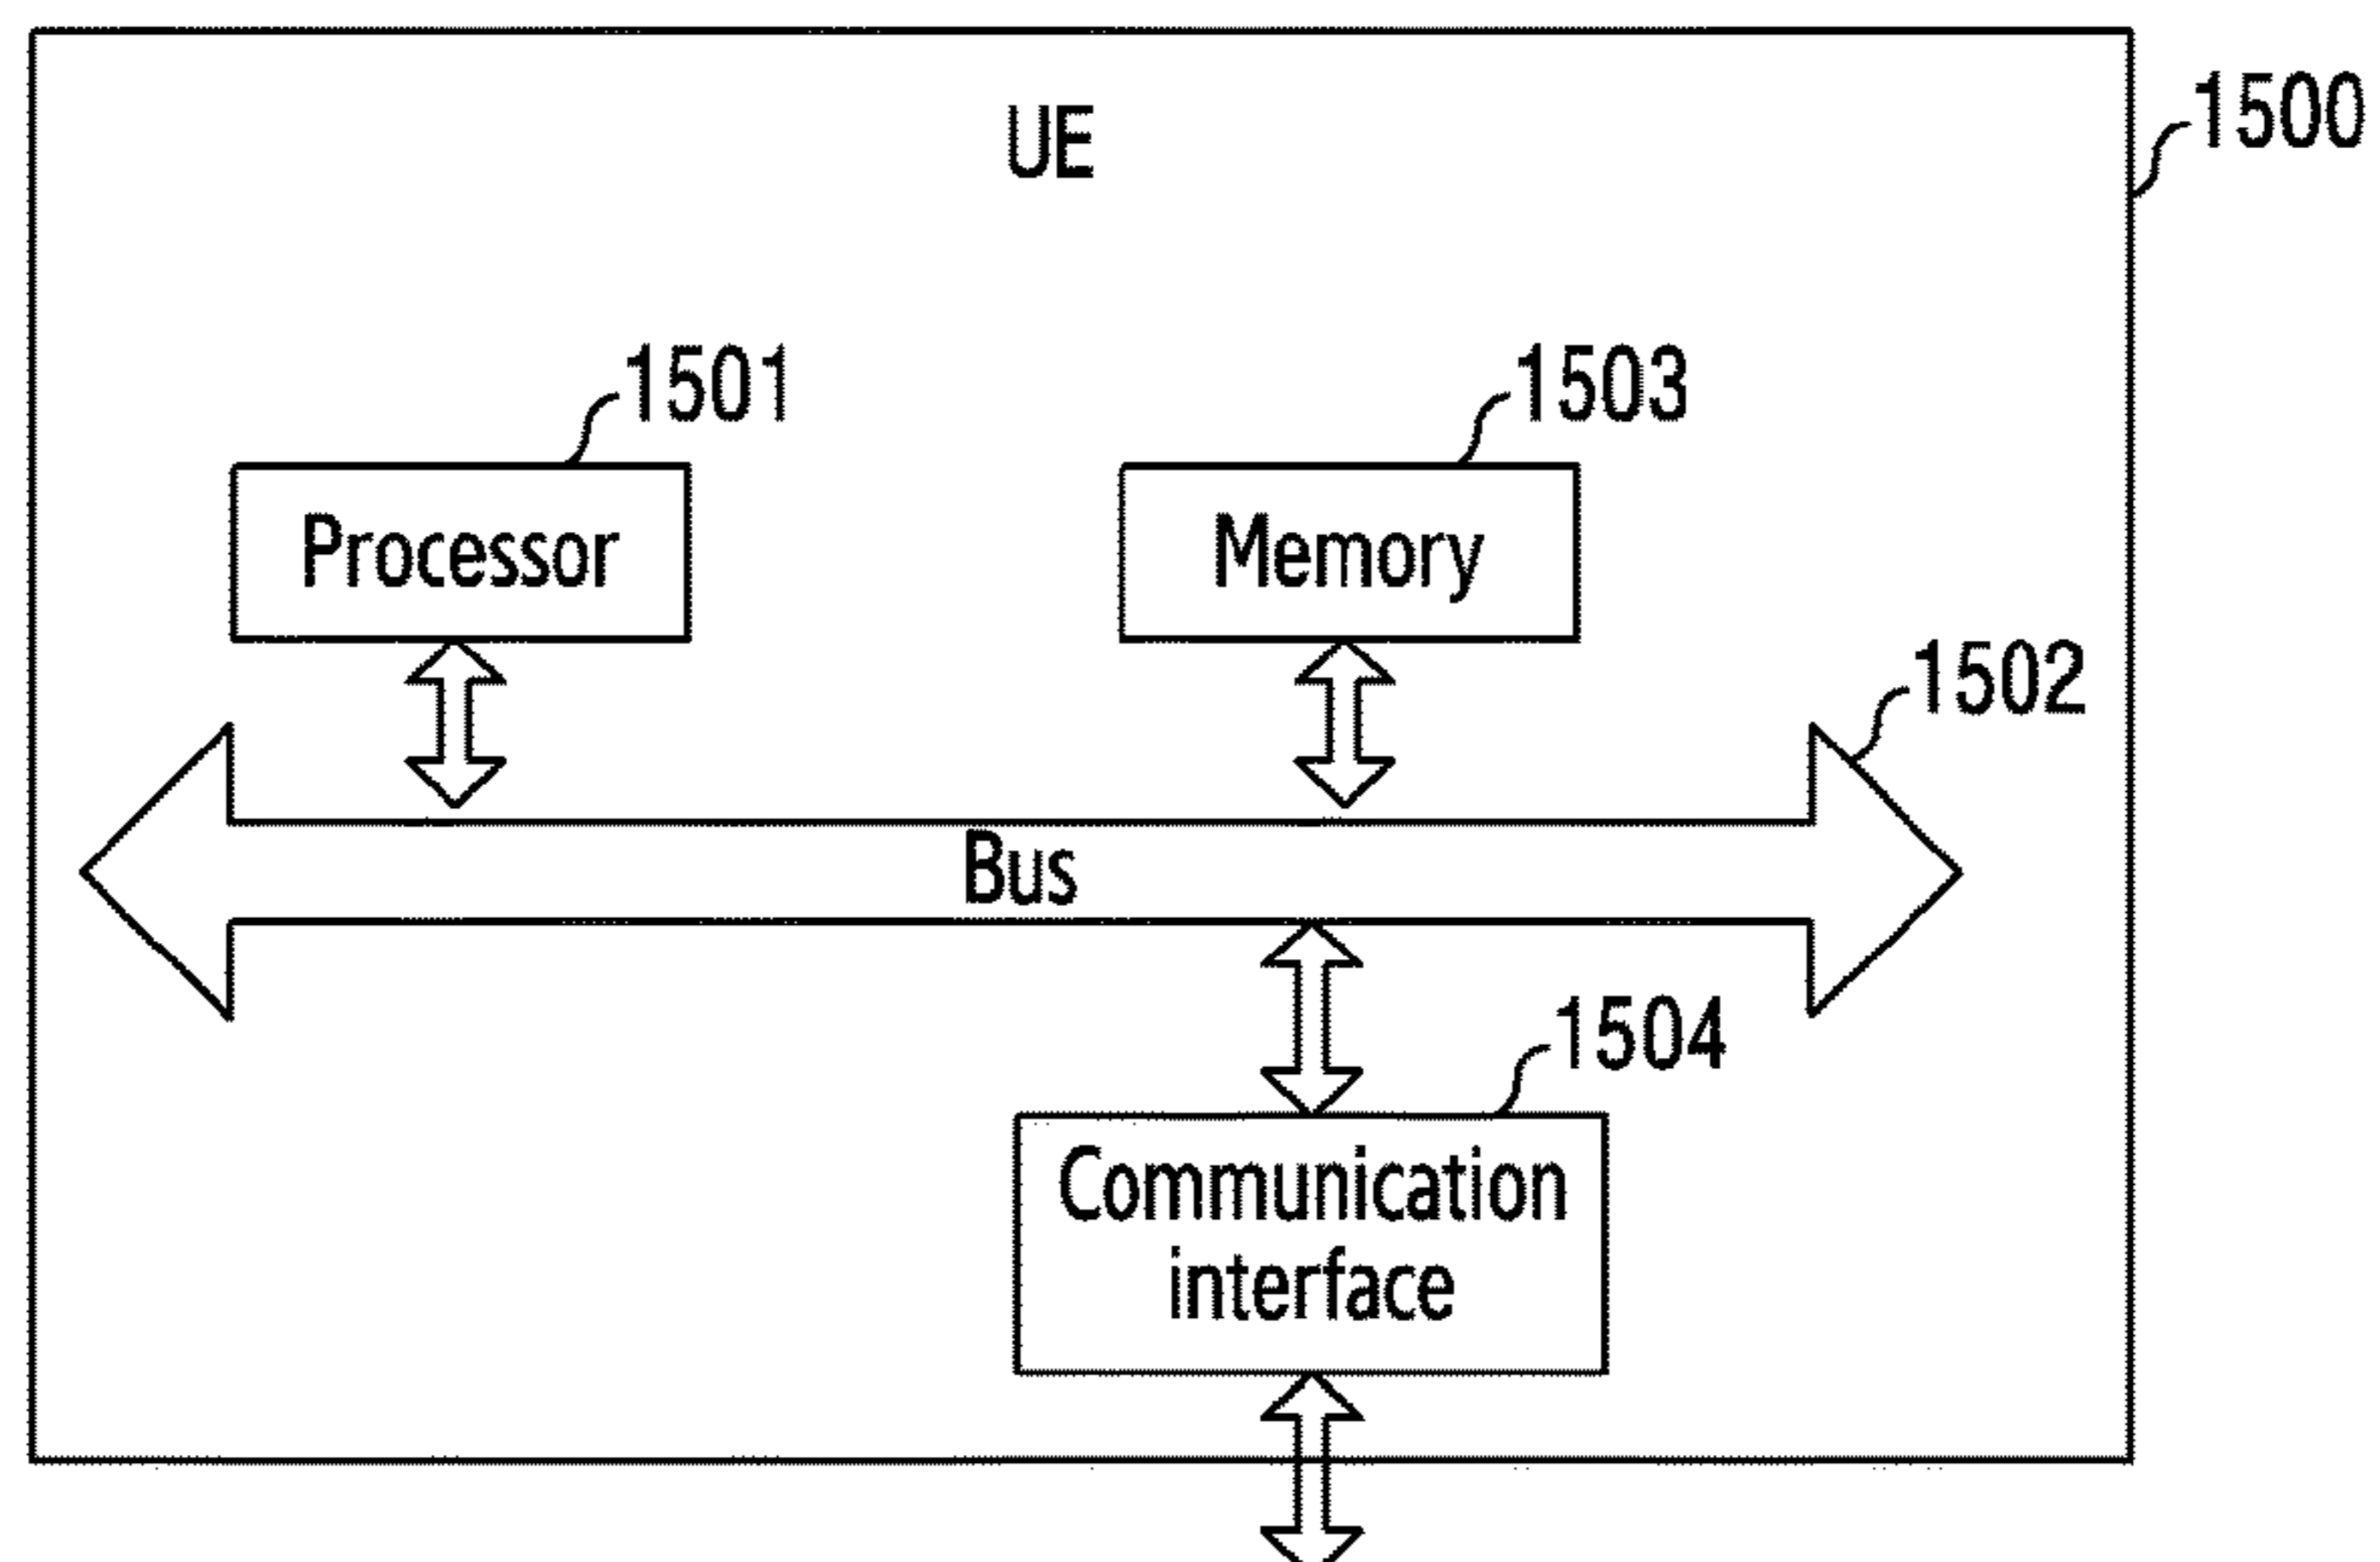 UE
1500
1501
1503
Processor
Memory
1502
Bus
1504
Communication
interface